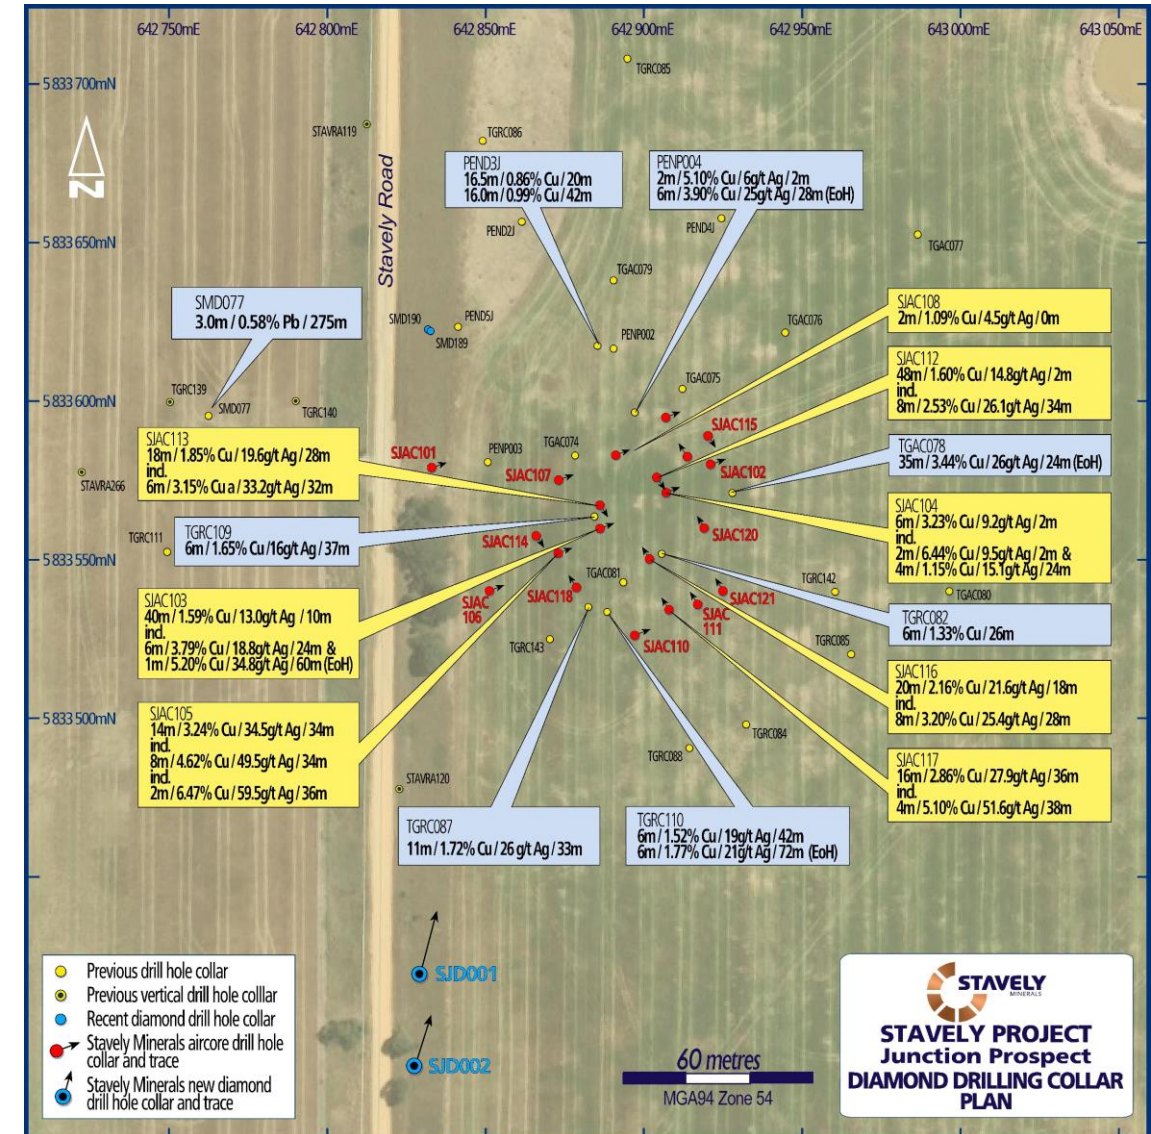 642 750mE
642 800mE
642 850mE
642 900mE
642 950mE
643 000mE
643 050mE
5833 700mN
5833 650mN
5833 600mN
5833 550mN
5833 500mN
N
Stavely Road
STAVRA119
TGRC086
TGRC085
PEND3J
16.5m / 0.86% Cu / 20m
16.0m / 0.99% Cu / 42m
PENP004
2m / 5.10% Cu / 6g/t Ag / 2m
6m / 3.90% Cu / 25g/t Ag / 28m (EoH)
PEND2J
PEND4J
TGAC077
TGAC079
SMD077
3.0m / 0.58% Pb / 275m
SMD190
SMD189
PEND5J
PENP002
TGAC076
SJAC108
2m / 1.09% Cu / 4.5g/t Ag / 0m
TGRC139
SMD077
TGRC140
TGAC075
SJAC112
48m / 1.60% Cu / 14.8g/t Ag / 2m
incl.
8m / 2.53% Cu / 26.1g/t Ag / 34m
SJAC113
18m / 1.85% Cu / 19.6g/t Ag / 28m
incl.
6m / 3.15% Cu a / 33.2g/t Ag / 32m
SJAC101
PENP003
TGAC074
SJAC107
SJAC115
SJAC102
TGAC078
35m / 3.44% Cu / 26g/t Ag / 24m (EoH)
STAVRA266
TGRC111
TGRC109
6m / 1.65% Cu /16g/t Ag / 37m
SJAC114
SJAC120
SJAC104
6m / 3.23% Cu / 9.2g/t Ag / 2m
incl.
2m / 6.44% Cu / 9.5g/t Ag / 2m &
4m / 1.15% Cu / 15.1g/t Ag / 24m
SJAC103
40m / 1.59% Cu / 13.0g/t Ag / 10m
incl.
6m / 3.79% Cu / 18.8g/t Ag / 24m &
1m / 5.20% Cu / 34.8g/t Ag / 60m (EoH)
SJAC
106
SJAC118
TGAC081
SJAC121
SJAC
111
TGRC142
TGAC080
TGRC082
6m / 1.33% Cu / 26m
TGRC143
SJAC110
TGRC085
SJAC116
20m / 2.16% Cu / 21.6g/t Ag / 18m
incl.
8m / 3.20% Cu / 25.4g/t Ag / 28m
SJAC105
14m / 3.24% Cu / 34.5g/t Ag / 34m
incl.
8m / 4.62% Cu / 49.5g/t Ag / 34m
incl.
2m / 6.47% Cu / 59.5g/t Ag / 36m
TGRC084
TGRC088
SJAC117
16m / 2.86% Cu / 27.9g/t Ag / 36m
incl.
4m / 5.10% Cu / 51.6g/t Ag / 38m
STAVRA120
TGRC087
11m / 1.72% Cu / 26 g/t Ag / 33m
TGRC110
6m / 1.52% Cu / 19g/t Ag / 42m
6m / 1.77% Cu / 21g/t Ag / 72m (EoH)
SJD001
SJD002
Previous drill hole collar
Previous vertical drill hole colllar
Recent diamond drill hole collar
Stavely Minerals aircore drill hole
collar and trace
Stavely Minerals new diamond
drill hole collar and trace
60 metres
MGA94 Zone 54
STAVELY
MINERALS
STAVELY PROJECT
Junction Prospect
DIAMOND DRILLING COLLAR
PLAN